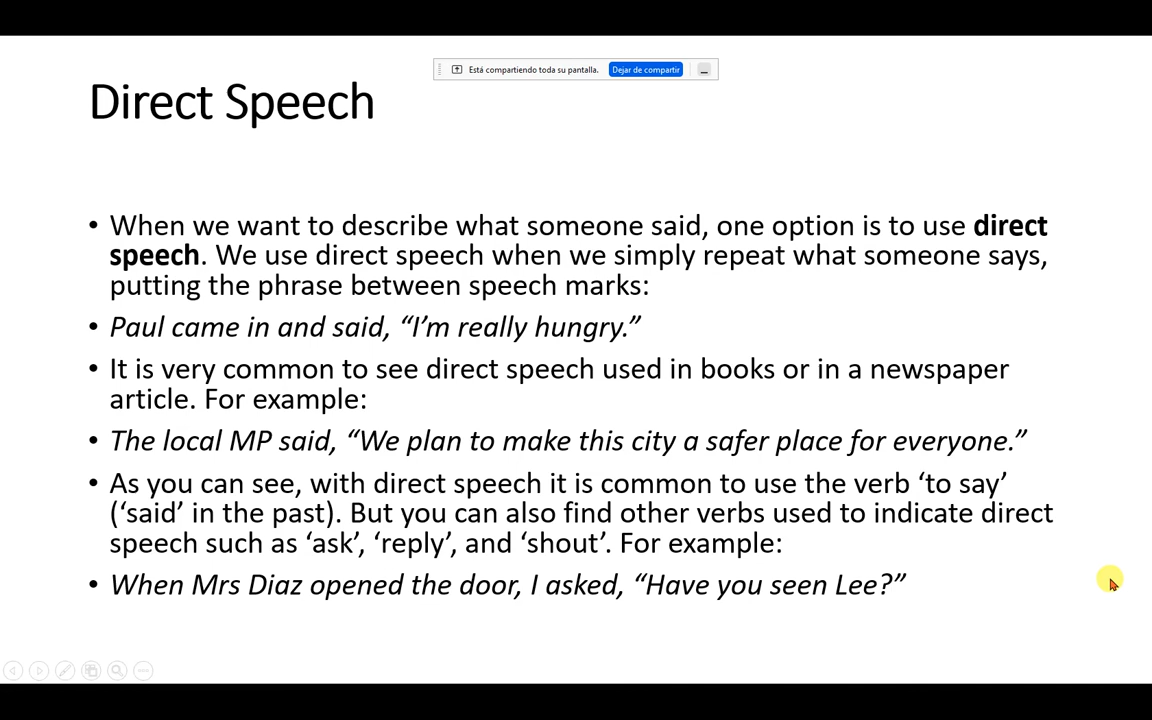 Está compartiendo toda su pantalla. Dejar de compartir
Direct Speech
• When we want to describe what someone said, one option is to use direct
speech. We use direct speech when we simply repeat what someone says,
putting the phrase between speech marks:
• Paul came in and said, “I’m really hungry.”
• It is very common to see direct speech used in books or in a newspaper
article. For example:
• The local MP said, “We plan to make this city a safer place for everyone.”
• As you can see, with direct speech it is common to use the verb ‘to say’
(‘said’ in the past). But you can also find other verbs used to indicate direct
speech such as ‘ask’, ‘reply’, and ‘shout’. For example:
• When Mrs Diaz opened the door, I asked, “Have you seen Lee?”